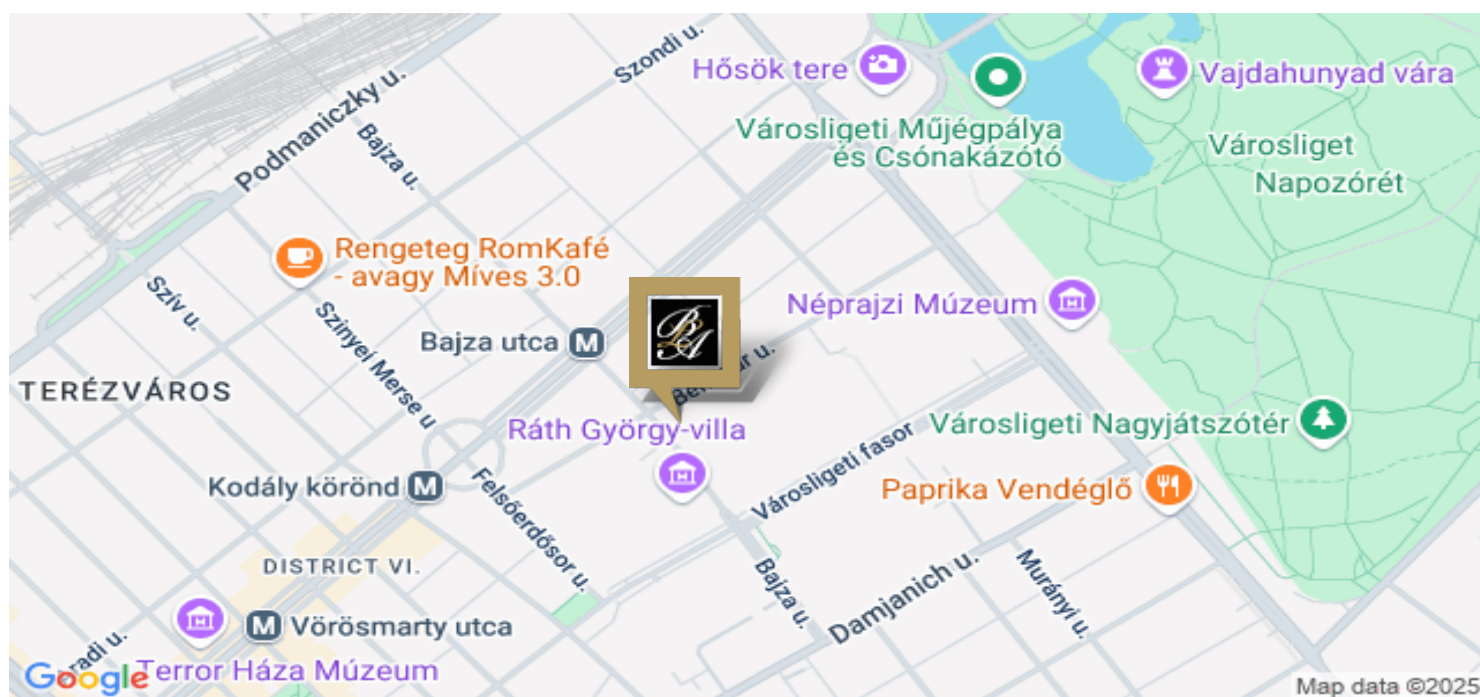 Szondi u.
Hősök tere
Vajdahunyad vára
Podmaniczky u.
Bajza u.
Városligeti Műjégpálya
és Csónakázótó
Városliget
Napozórét
Rengeteg RomKafé
- avagy Míves 3.0
Szív u.
Szinyei Merse u
Néprajzi Múzeum
Bajza utca M
B L A
u.
TERÉZVÁROS
Ráth György-villa
Városligeti Nagyjátszótér
Városligeti fasor
Kodály körönd M
Felsőerdősor u.
Paprika Vendéglő
DISTRICT VI.
Bajza u.
Damjanich u.
Murányi u.
M Vörösmarty utca
Terror Háza Múzeum
Google
Map data ©2025